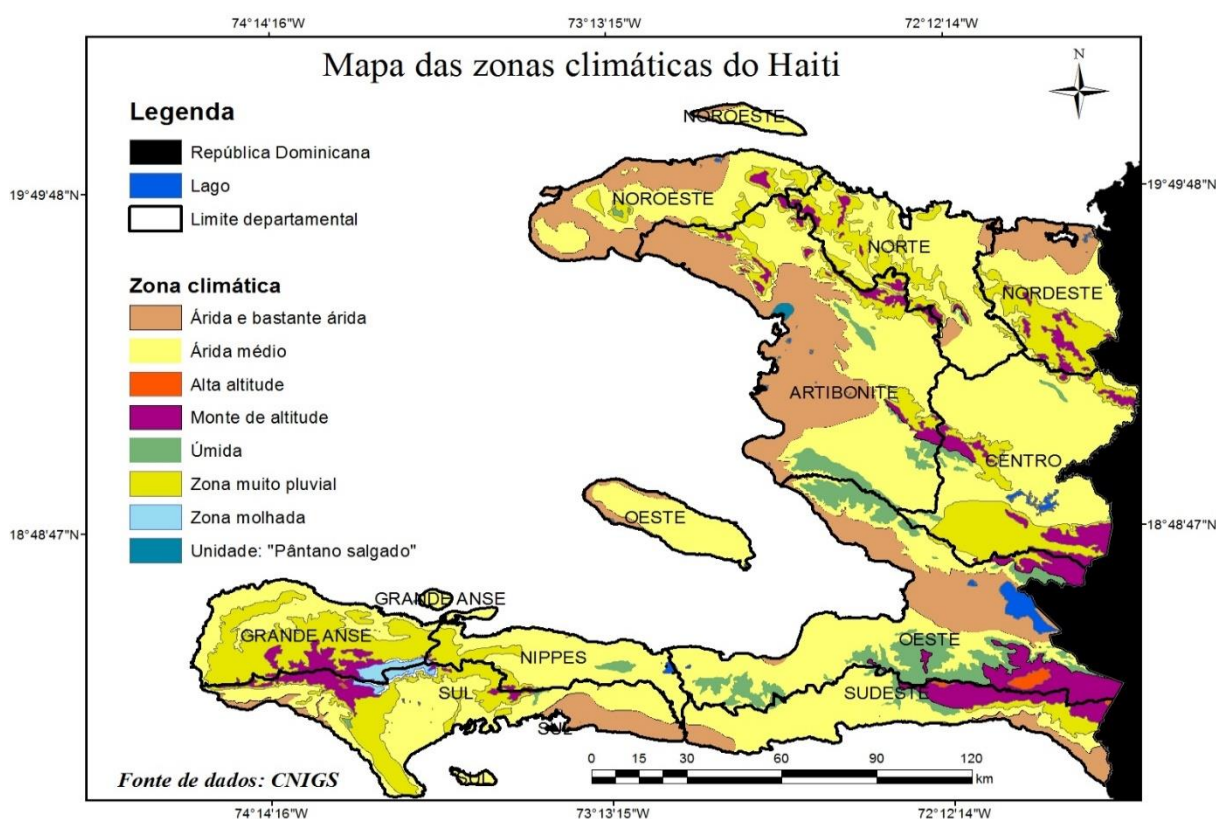 74°14'16"W
73°13'15"W
72°12'14"W
Mapa das zonas climáticas do Haiti
N
Legenda
República Dominicana
Lago
Limite departamental
Zona climática
Árida e bastante árida
Árida médio
Alta altitude
Monte de altitude
Úmida
Zona muito pluvial
Zona molhada
Unidade: "Pântano salgado"
19°49'48"N
19°49'48"N
18°48'47"N
18°48'47"N
NOROESTE
NOROESTE
NORTE
NORDESTE
ARTIBONITE
CENTRO
OESTE
GRANDE ANSE
GRANDE ANSE
NIPPES
OESTE
SUL
SUDESTE
SUL
SUL
0 15 30 60 90 120
km
Fonte de dados: CNIGS
74°14'16"W
73°13'15"W
72°12'14"W